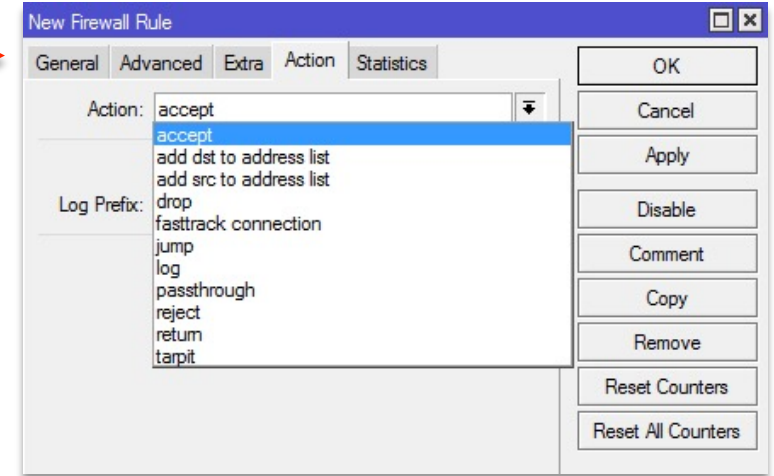 New Firewall Rule
General Advanced Extra Action Statistics
Action: accept
accept
add dst to address list
add src to address list
Log Prefix: drop
fasttrack connection
jump
log
passthrough
reject
return
tarpit
OK
Cancel
Apply
Disable
Comment
Copy
Remove
Reset Counters
Reset All Counters